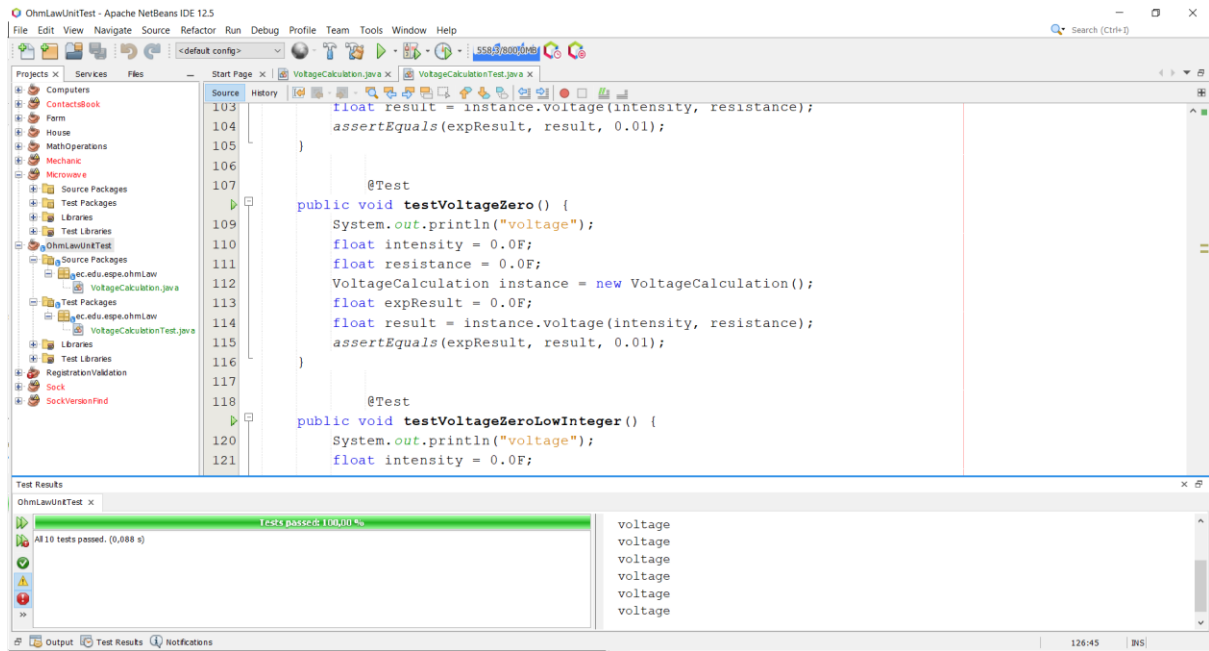 OhmLawUnitTest - Apache NetBeans IDE 12.5
File Edit View Navigate Source Refactor Run Debug Profile Team Tools Window Help
Search (Ctrl+I)
<default config>
558,3/800,0MB
Projects Services Files
Start Page VoltageCalculation.java VoltageCalculationTest.java
Source History
Computers
ContactsBook
Farm
House
MathOperations
Mechanic
Microwave
Source Packages
Test Packages
Libraries
Test Libraries
OhmLawUnitTest
Source Packages
ec.edu.espe.ohmLaw
VoltageCalculation.java
Test Packages
ec.edu.espe.ohmLaw
VoltageCalculationTest.java
Libraries
Test Libraries
RegistrationValidation
Sock
SockVersionFind
103 float result = instance.voltage(intensity, resistance);
104 assertEquals(expResult, result, 0.01);
105 }
106
107 @Test
public void testVoltageZero() {
109 System.out.println("voltage");
110 float intensity = 0.0F;
111 float resistance = 0.0F;
112 VoltageCalculation instance = new VoltageCalculation();
113 float expResult = 0.0F;
114 float result = instance.voltage(intensity, resistance);
115 assertEquals(expResult, result, 0.01);
116 }
117
118 @Test
public void testVoltageZeroLowInteger() {
120 System.out.println("voltage");
121 float intensity = 0.0F;
Test Results
OhmLawUnitTest
Tests passed: 100,00 %
All 10 tests passed. (0,088 s)
voltage
voltage
voltage
voltage
voltage
voltage
Output Test Results Notifications
126:45 INS